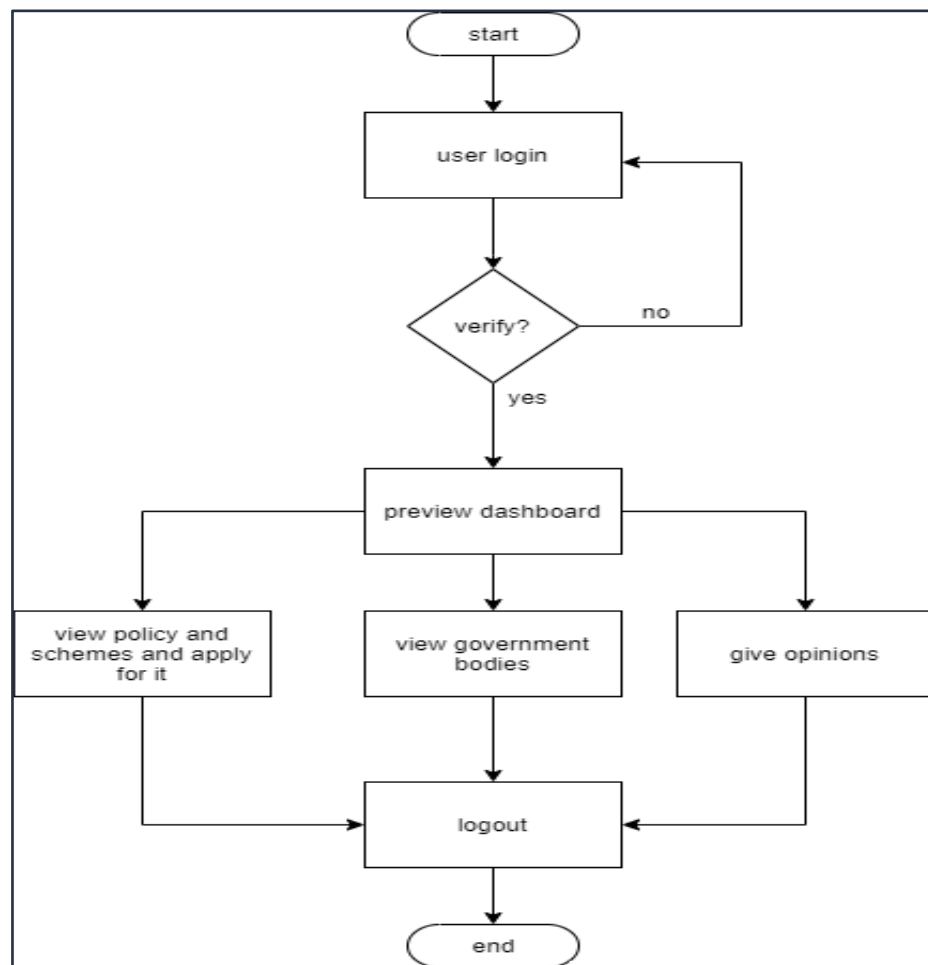 start
user login
verify?
no
yes
preview dashboard
view policy and
schemes and apply
for it
view government
bodies
give opinions
logout
end